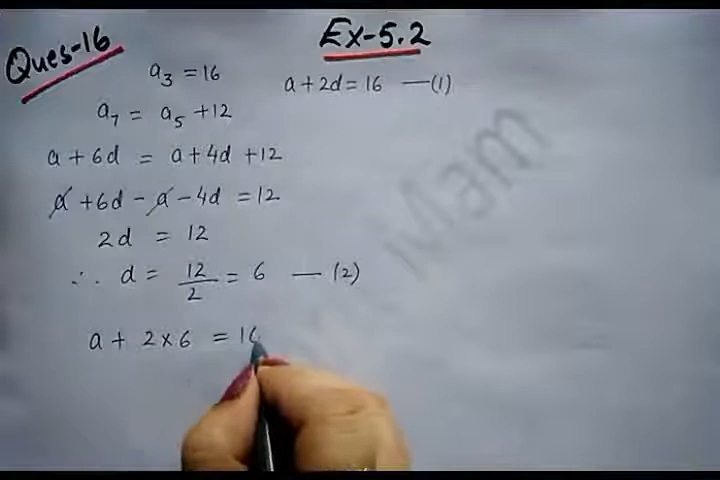 Ques-16
Ex-5.2
a₃ = 16
a + 2d = 16 — (1)
a₇ = a₅ + 12
a + 6d = a + 4d + 12
a + 6d - a - 4d = 12
2d = 12
∴ d = 12/2 = 6 — (2)
a + 2 × 6 = 16
Mam